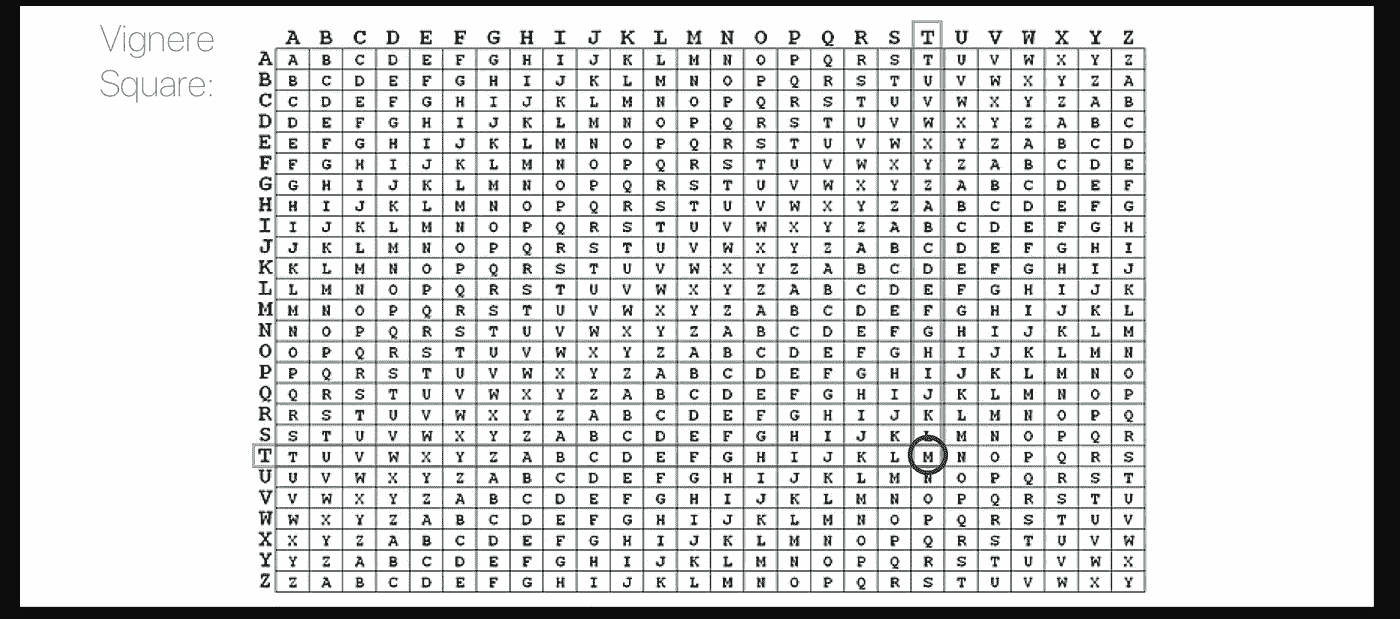 Vignere
Square:
A B C D E F G H I J K L M N O P Q R S T U V W X Y Z
A A B C D E F G H I J K L M N O P Q R S T U V W X Y Z
B B C D E F G H I J K L M N O P Q R S T U V W X Y Z A
C C D E F G H I J K L M N O P Q R S T U V W X Y Z A B
D D E F G H I J K L M N O P Q R S T U V W X Y Z A B C
E E F G H I J K L M N O P Q R S T U V W X Y Z A B C D
F F G H I J K L M N O P Q R S T U V W X Y Z A B C D E
G G H I J K L M N O P Q R S T U V W X Y Z A B C D E F
H H I J K L M N O P Q R S T U V W X Y Z A B C D E F G
I I J K L M N O P Q R S T U V W X Y Z A B C D E F G H
J J K L M N O P Q R S T U V W X Y Z A B C D E F G H I
K K L M N O P Q R S T U V W X Y Z A B C D E F G H I J
L L M N O P Q R S T U V W X Y Z A B C D E F G H I J K
M M N O P Q R S T U V W X Y Z A B C D E F G H I J K L
N N O P Q R S T U V W X Y Z A B C D E F G H I J K L M
O O P Q R S T U V W X Y Z A B C D E F G H I J K L M N
P P Q R S T U V W X Y Z A B C D E F G H I J K L M N O
Q Q R S T U V W X Y Z A B C D E F G H I J K L M N O P
R R S T U V W X Y Z A B C D E F G H I J K L M N O P Q
S S T U V W X Y Z A B C D E F G H I J K L M N O P Q R
T T U V W X Y Z A B C D E F G H I J K L M N O P Q R S
U U V W X Y Z A B C D E F G H I J K L M N O P Q R S T
V V W X Y Z A B C D E F G H I J K L M N O P Q R S T U
W W X Y Z A B C D E F G H I J K L M N O P Q R S T U V
X X Y Z A B C D E F G H I J K L M N O P Q R S T U V W
Y Y Z A B C D E F G H I J K L M N O P Q R S T U V W X
Z Z A B C D E F G H I J K L M N O P Q R S T U V W X Y